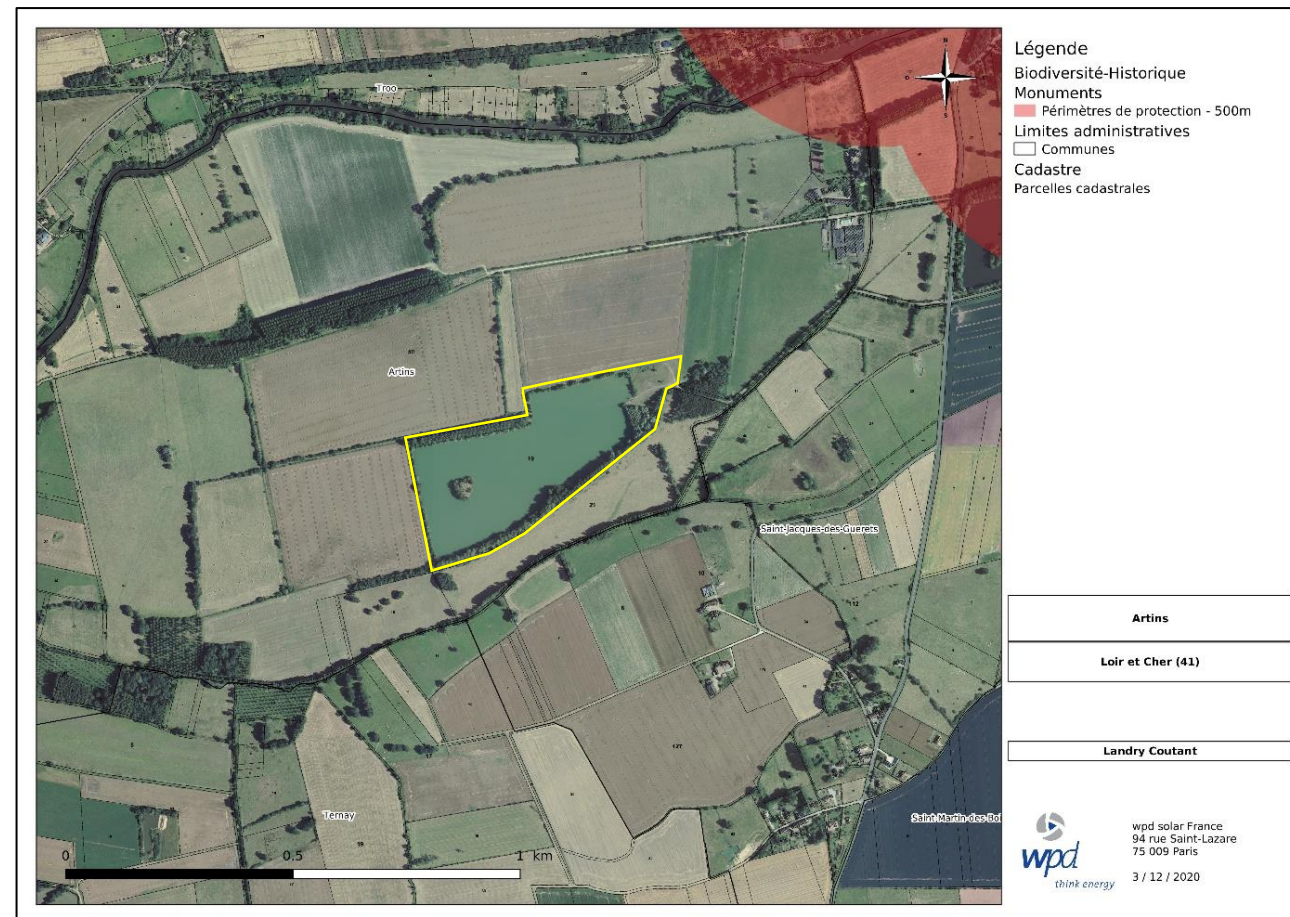 Troo
Artins
Saint-Jacques-des-Guerets
Ternay
Saint-Martin-des-Boi
0 0.5 1 km
N
S
Légende
Biodiversité-Historique
Monuments
Périmètres de protection - 500m
Limites administratives
Communes
Cadastre
Parcelles cadastrales
Artins
Loir et Cher (41)
Landry Coutant
wpd
think energy
wpd solar France
94 rue Saint-Lazare
75 009 Paris
3 / 12 / 2020